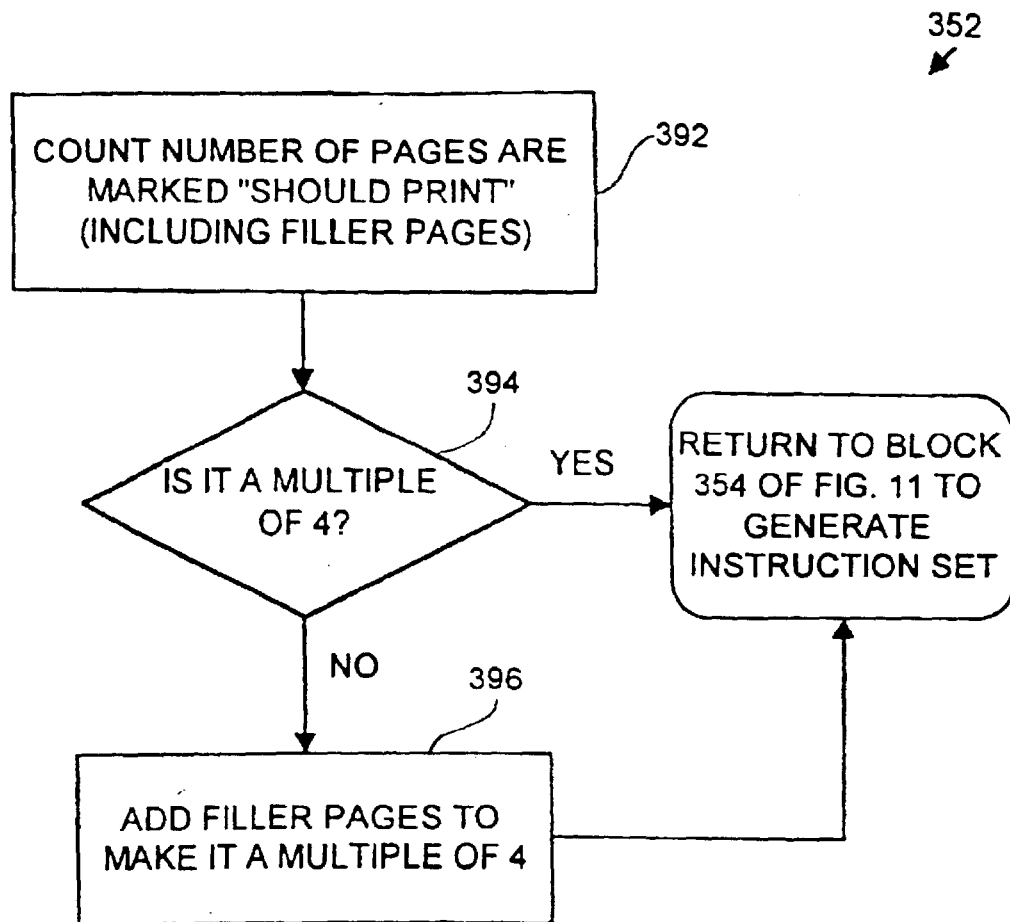 352
COUNT NUMBER OF PAGES ARE
MARKED "SHOULD PRINT"
(INCLUDING FILLER PAGES)
392
394
IS IT A MULTIPLE
OF 4?
YES
RETURN TO BLOCK
354 OF FIG. 11 TO
GENERATE
INSTRUCTION SET
NO
396
ADD FILLER PAGES TO
MAKE IT A MULTIPLE OF 4